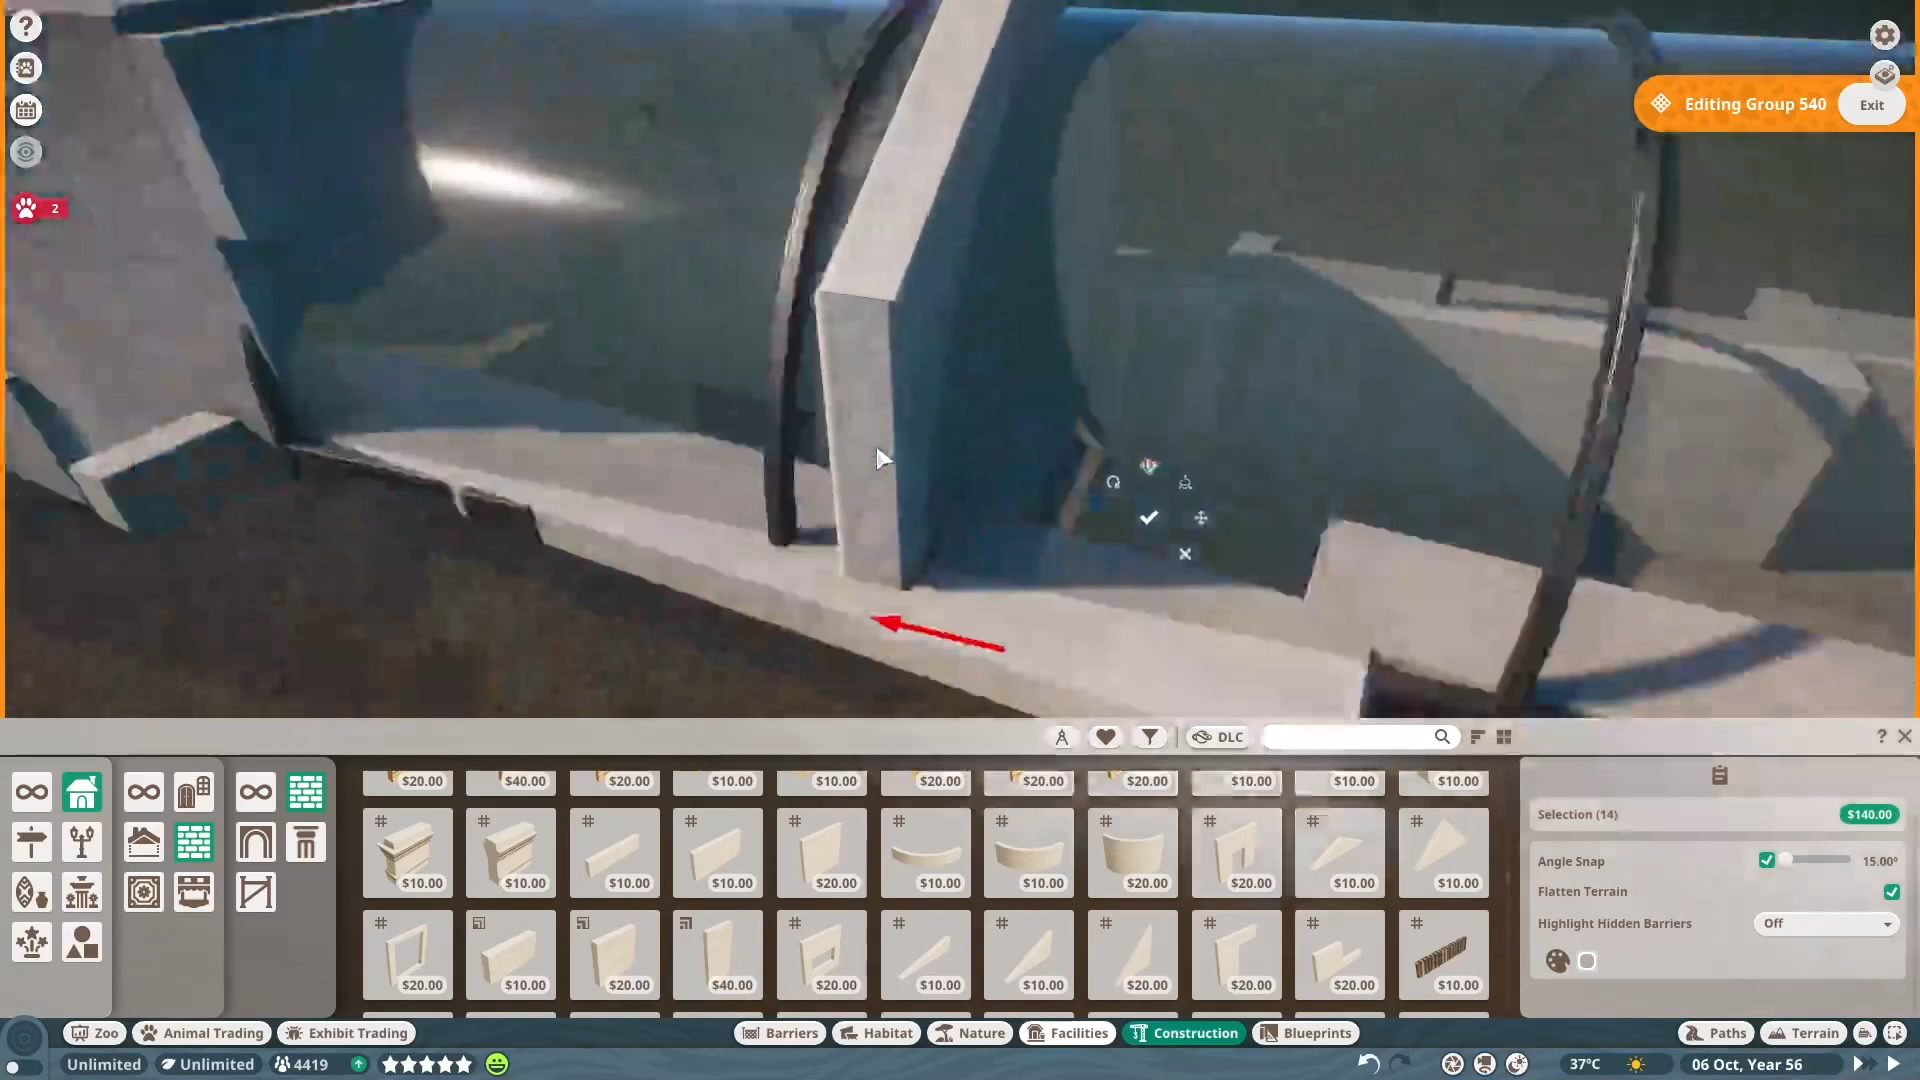 ?
Editing Group 540
Exit
2
DLC
?
$20.00 $40.00 $20.00 $10.00 $10.00 $20.00 $20.00 $20.00 $10.00 $10.00 $10.00
$10.00 $10.00 $10.00 $10.00 $20.00 $10.00 $10.00 $20.00 $20.00 $10.00 $10.00
$20.00 $10.00 $20.00 $40.00 $20.00 $10.00 $10.00 $20.00 $20.00 $20.00 $10.00
Selection (14) $140.00
Angle Snap 15.00°
Flatten Terrain
Highlight Hidden Barriers Off
Zoo Animal Trading Exhibit Trading Barriers Habitat Nature Facilities Construction Blueprints Paths Terrain
Unlimited Unlimited 4419 37°C 06 Oct, Year 56